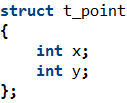 struct t_point
{
    int x;
    int y;
};